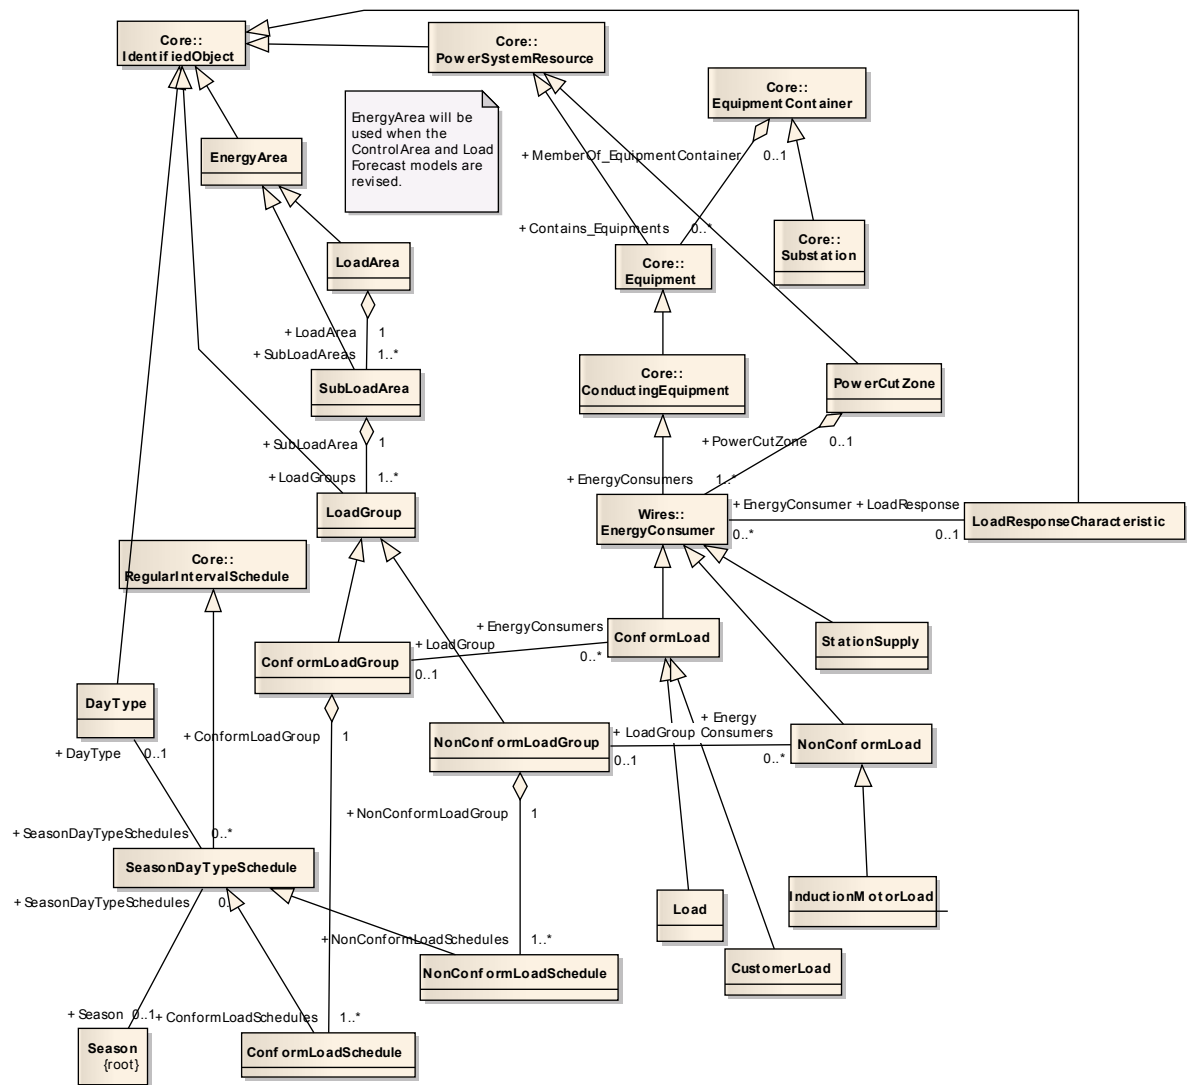 Core::
IdentifiedObject
Core::
PowerSystemResource
Core::
EquipmentContainer
EnergyArea will be
used when the
ControlArea and Load
Forecast models are
revised.
EnergyArea
+MemberOf_EquipmentContainer 0..1
+Contains_Equipments 0..*
Core::
Substation
LoadArea
Core::
Equipment
+LoadArea 1
+SubLoadAreas 1..*
SubLoadArea
Core::
ConductingEquipment
PowerCutZone
+SubLoadArea 1
+PowerCutZone 0..1
+LoadGroups 1..*
+EnergyConsumers 1..*
LoadGroup
Wires::
EnergyConsumer
+EnergyConsumer +LoadResponse
0..* 0..1
LoadResponseCharacteristic
Core::
RegularIntervalSchedule
ConformLoadGroup
+LoadGroup
0..1
+EnergyConsumers
0..*
ConformLoad
StationSupply
DayType
+DayType 0..1
+ConformLoadGroup 1
NonConformLoadGroup
+Energy
+LoadGroup Consumers
0..1 0..*
NonConformLoad
+NonConformLoadGroup 1
+SeasonDayTypeSchedules 0..*
SeasonDayTypeSchedule
+SeasonDayTypeSchedules
Load
InductionMotorLoad
+NonConformLoadSchedules 1..*
NonConformLoadSchedule
CustomerLoad
+Season 0..1
+ConformLoadSchedules 1..*
Season
{root}
ConformLoadSchedule